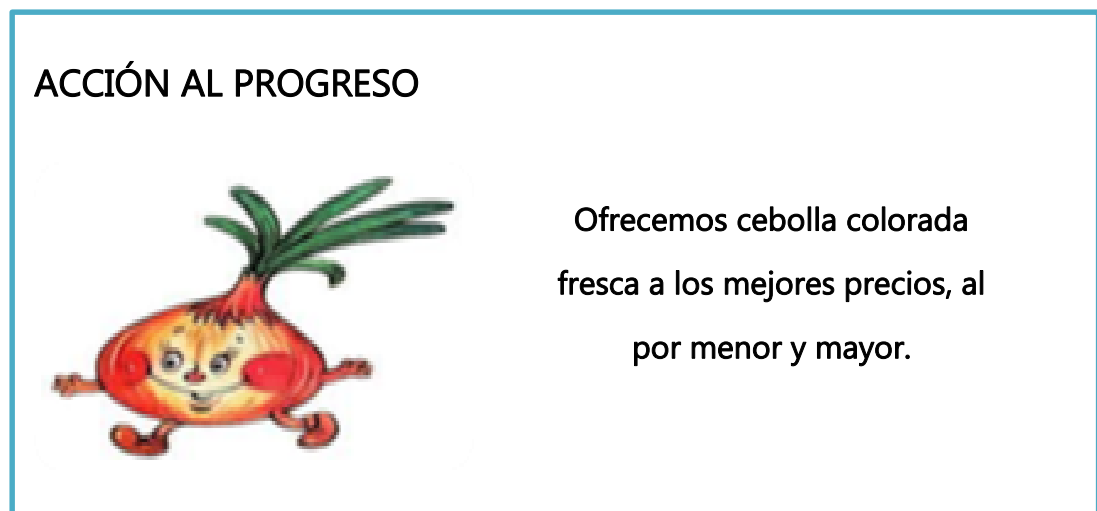 ACCIÓN AL PROGRESO
Ofrecemos cebolla colorada
fresca a los mejores precios, al
por menor y mayor.